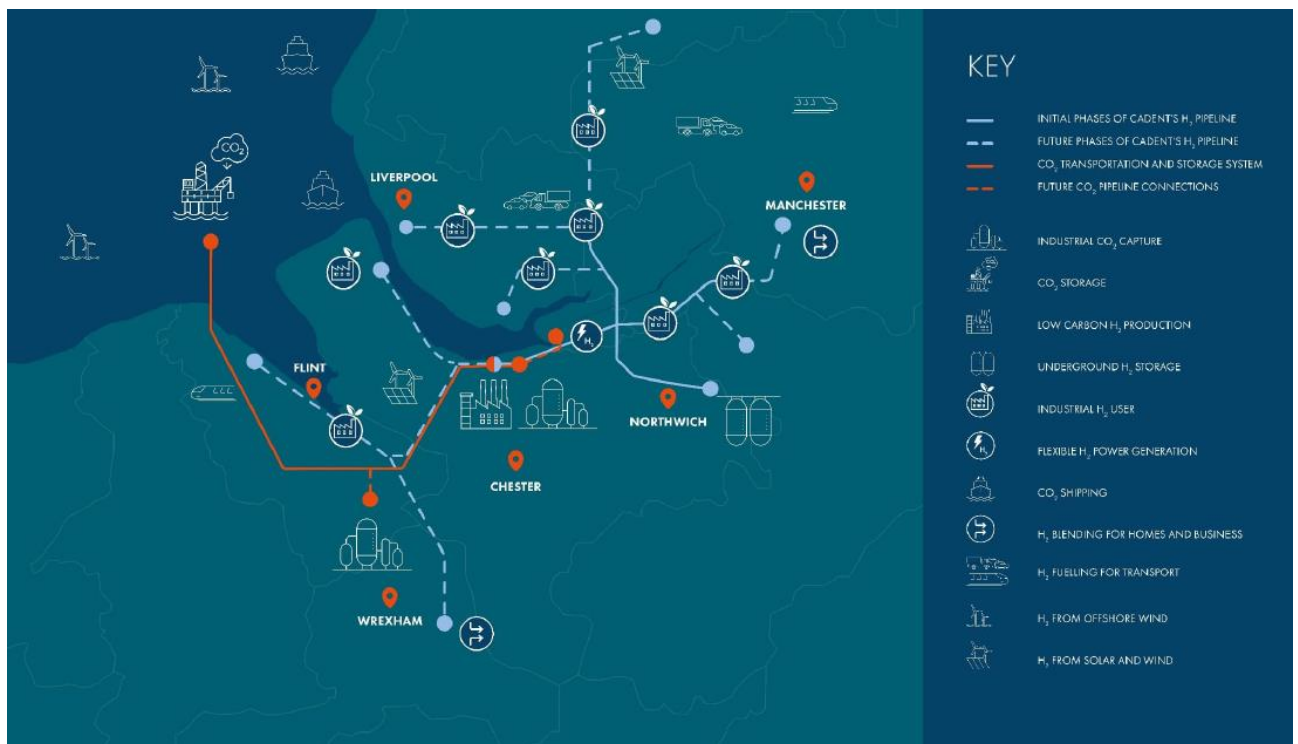 CO₂
LIVERPOOL
MANCHESTER
FLINT
H₂
NORTHWICH
CHESTER
WREXHAM
KEY
INITIAL PHASES OF CADENT'S H₂ PIPELINE
FUTURE PHASES OF CADENT'S H₂ PIPELINE
CO₂ TRANSPORTATION AND STORAGE SYSTEM
FUTURE CO₂ PIPELINE CONNECTIONS
INDUSTRIAL CO₂ CAPTURE
CO₂ STORAGE
LOW CARBON H₂ PRODUCTION
UNDERGROUND H₂ STORAGE
INDUSTRIAL H₂ USER
H₂
FLEXIBLE H₂ POWER GENERATION
CO₂ SHIPPING
H₂ BLENDING FOR HOMES AND BUSINESS
H₂ FUELLING FOR TRANSPORT
H₂ FROM OFFSHORE WIND
H₂ FROM SOLAR AND WIND